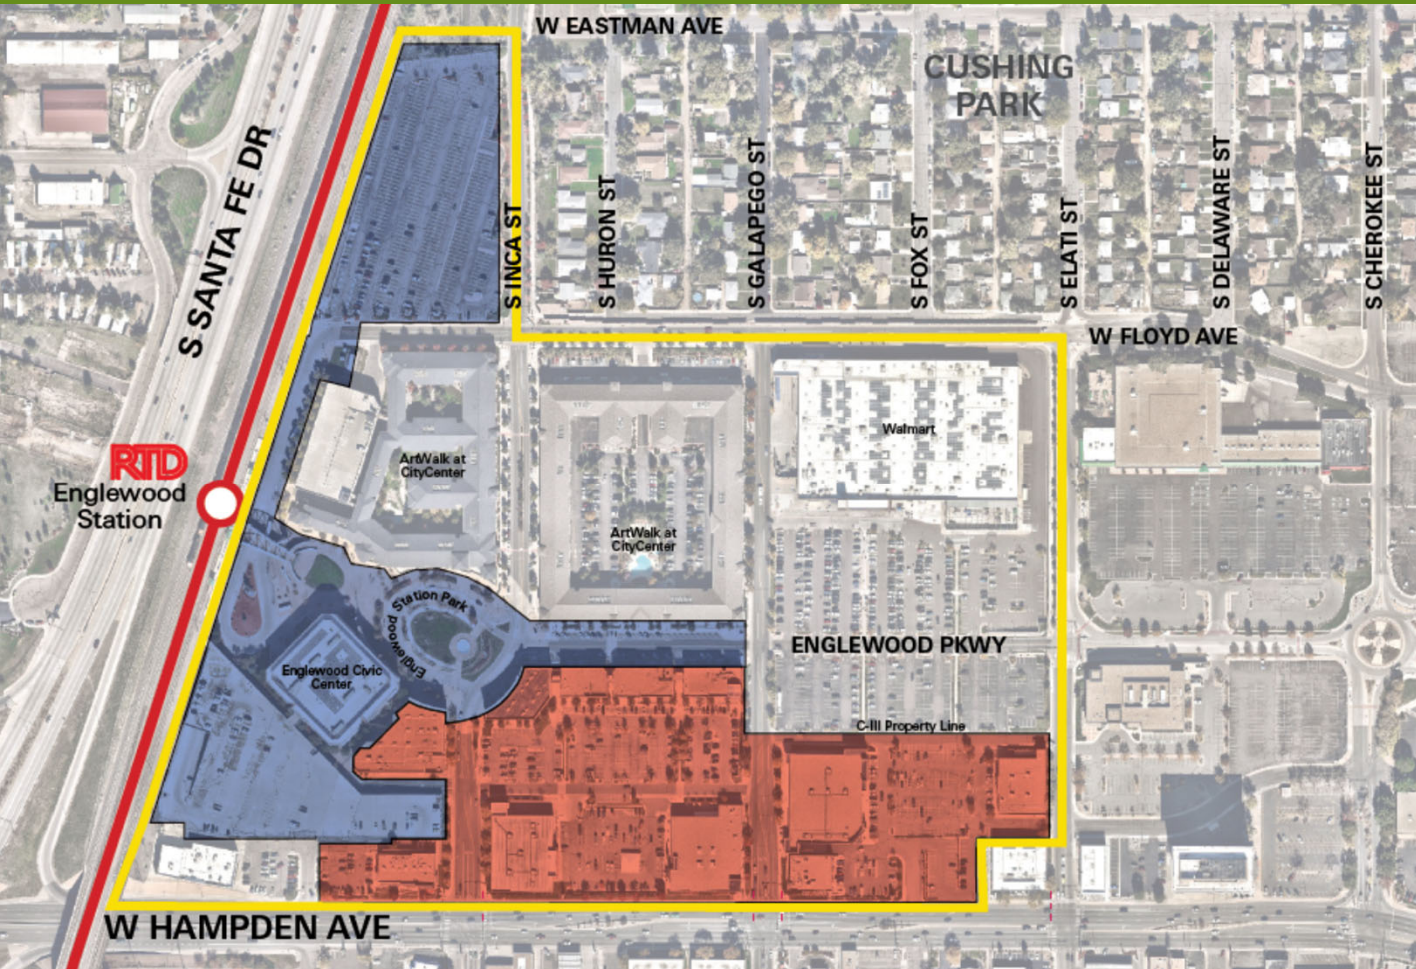 W EASTMAN AVE
CUSHING
PARK
S SANTA FE DR
S INCA ST
S HURON ST
S GALAPEGO ST
S FOX ST
S ELATI ST
S DELAWARE ST
S CHEROKEE ST
W FLOYD AVE
RTD
Englewood
Station
ArtWalk at
CityCenter
Walmart
ArtWalk at
CityCenter
Englewood Station Park
Englewood Civic
Center
ENGLEWOOD PKWY
C-III Property Line
W HAMPDEN AVE